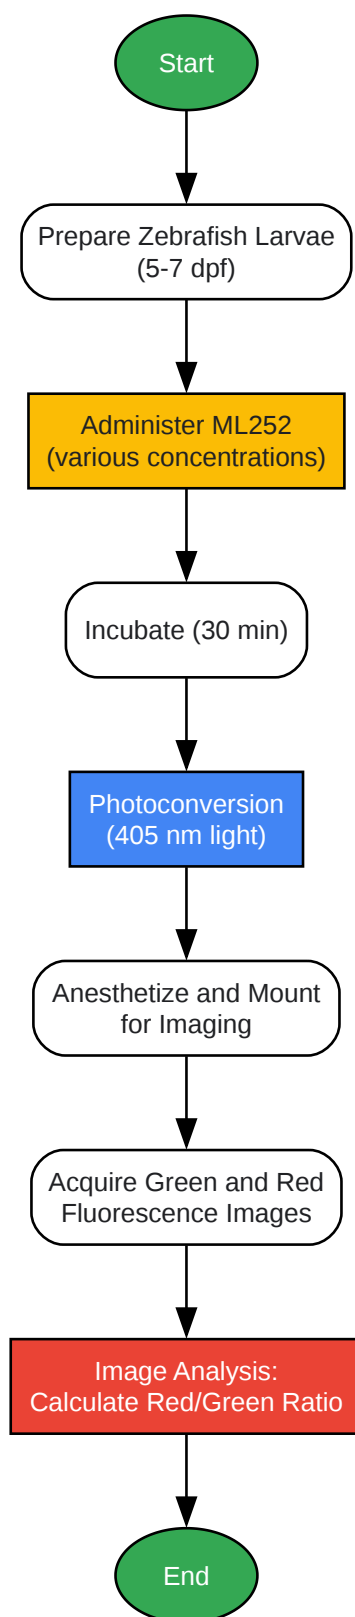 Start
Prepare Zebrafish Larvae
(5-7 dpf)
Administer ML252
(various concentrations)
Incubate (30 min)
Photoconversion
(405 nm light)
Anesthetize and Mount
for Imaging
Acquire Green and Red
Fluorescence Images
Image Analysis:
Calculate Red/Green Ratio
End